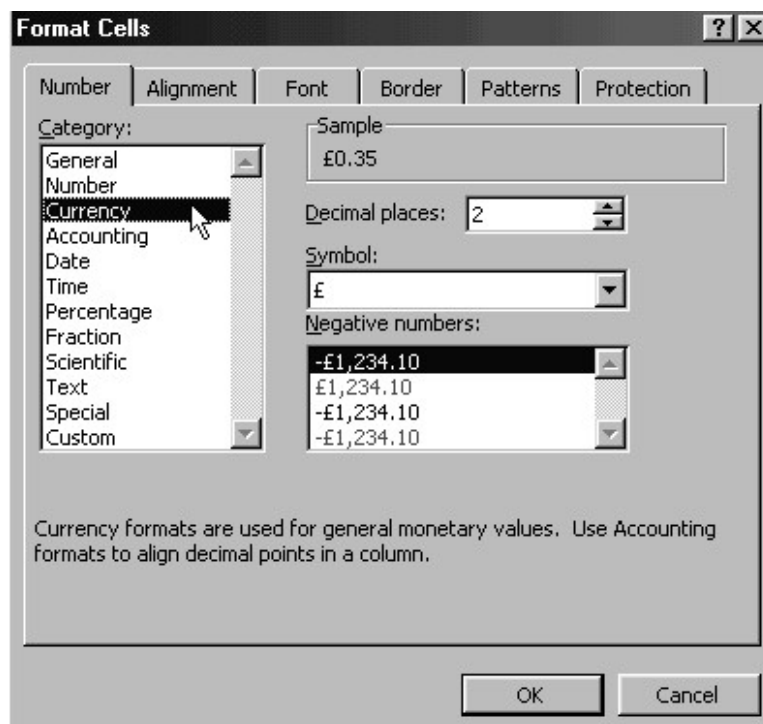 Format Cells
Number Alignment Font Border Patterns Protection
Category:
General
Number
Currency
Accounting
Date
Time
Percentage
Fraction
Scientific
Text
Special
Custom
Sample
£0.35
Decimal places: 2
Symbol:
£
Negative numbers:
-£1,234.10
£1,234.10
-£1,234.10
-£1,234.10
Currency formats are used for general monetary values. Use Accounting
formats to align decimal points in a column.
OK Cancel